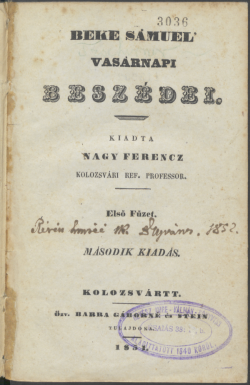 3036
BEKE SÁMUEL
VASÁRNAPI
BESZÉDEI.
KIADTA
NAGY FERENCZ
KOLOZSVÁRI REF. PROFESSOR.
Első Füzet.
MÁSODIK KIADÁS.
KOLOZSVÁRTT.
Özv. BARRA GÁBORNÉ és STEIN
TULAJDONA.
1851.